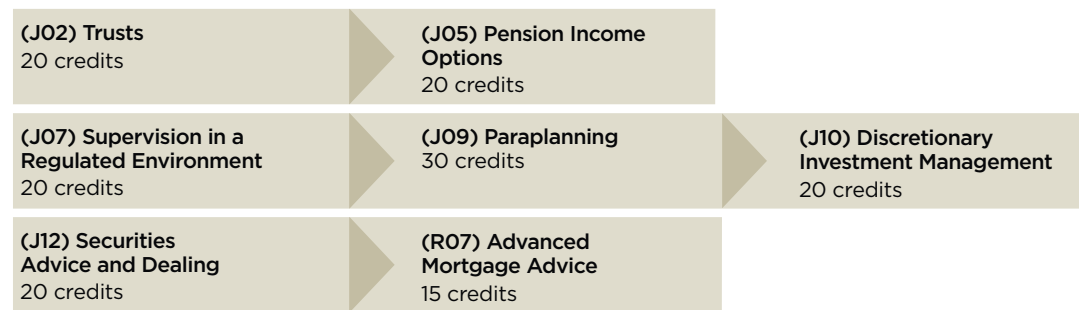 (J02) Trusts
20 credits
(J05) Pension Income
Options
20 credits
(J07) Supervision in a
Regulated Environment
20 credits
(J09) Paraplanning
30 credits
(J10) Discretionary
Investment Management
20 credits
(J12) Securities
Advice and Dealing
20 credits
(R07) Advanced
Mortgage Advice
15 credits